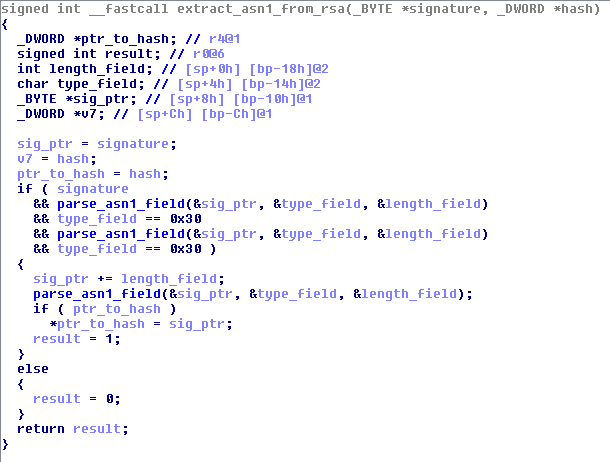 signed int __fastcall extract_asn1_from_rsa(_BYTE *signature, _DWORD *hash)
{
  _DWORD *ptr_to_hash; // r4@1
  signed int result; // r0@6
  int length_field; // [sp+0h] [bp-18h]@2
  char type_field; // [sp+4h] [bp-14h]@2
  _BYTE *sig_ptr; // [sp+8h] [bp-10h]@1
  _DWORD *v7; // [sp+Ch] [bp-Ch]@1

  sig_ptr = signature;
  v7 = hash;
  ptr_to_hash = hash;
  if ( signature
    && parse_asn1_field(&sig_ptr, &type_field, &length_field)
    && type_field == 0x30
    && parse_asn1_field(&sig_ptr, &type_field, &length_field)
    && type_field == 0x30 )
  {
    sig_ptr += length_field;
    parse_asn1_field(&sig_ptr, &type_field, &length_field);
    if ( ptr_to_hash )
      *ptr_to_hash = sig_ptr;
    result = 1;
  }
  else
  {
    result = 0;
  }
  return result;
}